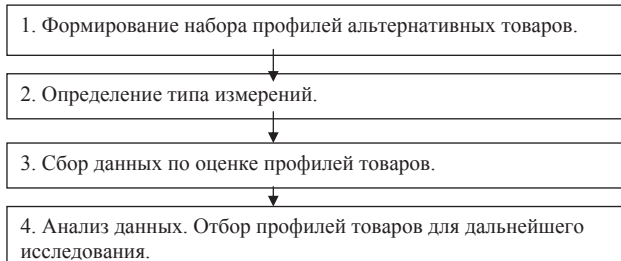 1. Формирование набора профилей альтернативных товаров.
2. Определение типа измерений.
3. Сбор данных по оценке профилей товаров.
4. Анализ данных. Отбор профилей товаров для дальнейшего
исследования.